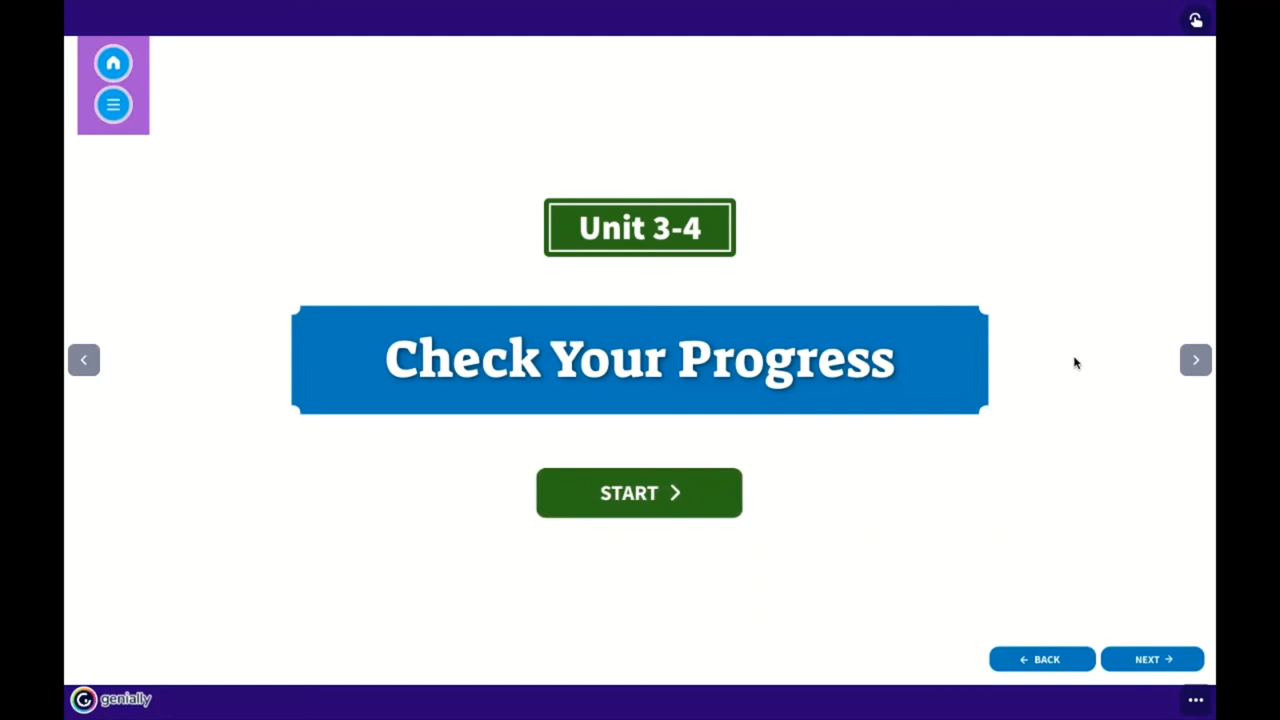 Unit 3-4
Check Your Progress
START
BACK
NEXT
genially